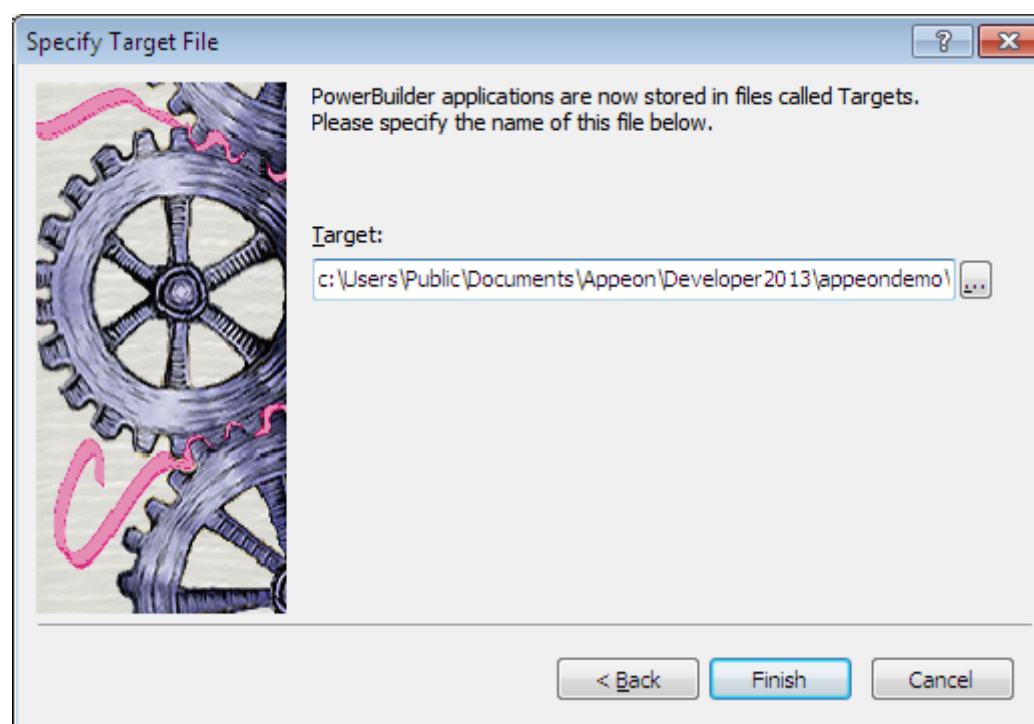 Specify Target File
PowerBuilder applications are now stored in files called Targets.
Please specify the name of this file below.
Target:
c:\Users\Public\Documents\Appeon\Developer2013\appeondemo\
...
< Back
Finish
Cancel